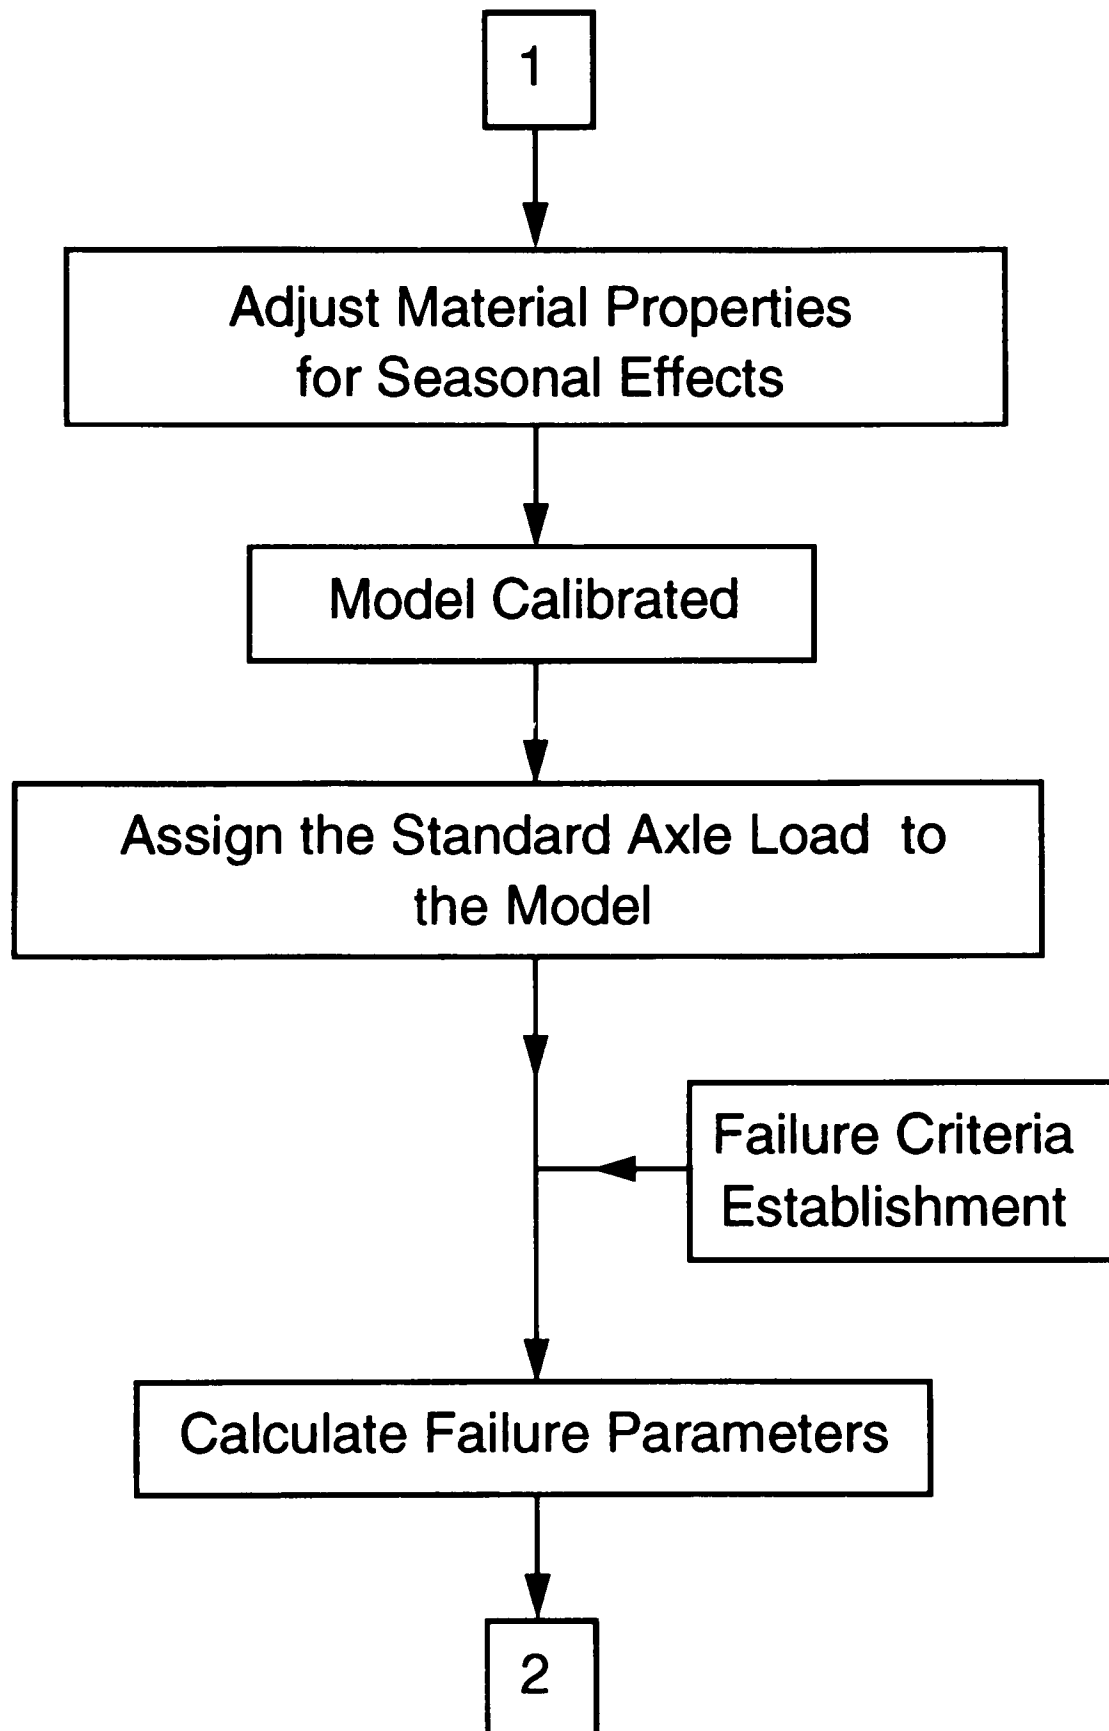 1
Adjust Material Properties
for Seasonal Effects
Model Calibrated
Assign the Standard Axle Load to
the Model
Failure Criteria
Establishment
Calculate Failure Parameters
2